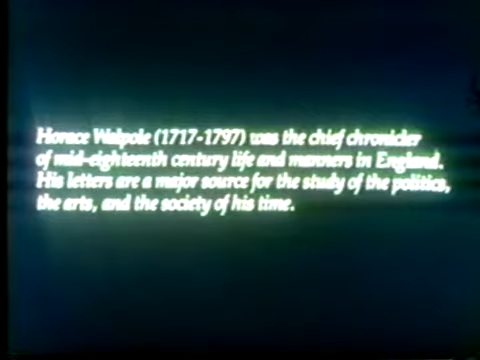 Horace Walpole (1717-1797) was the chief chronicler
of mid-eighteenth century life and manners in England.
His letters are a major source for the study of the politics,
the arts, and the society of his time.